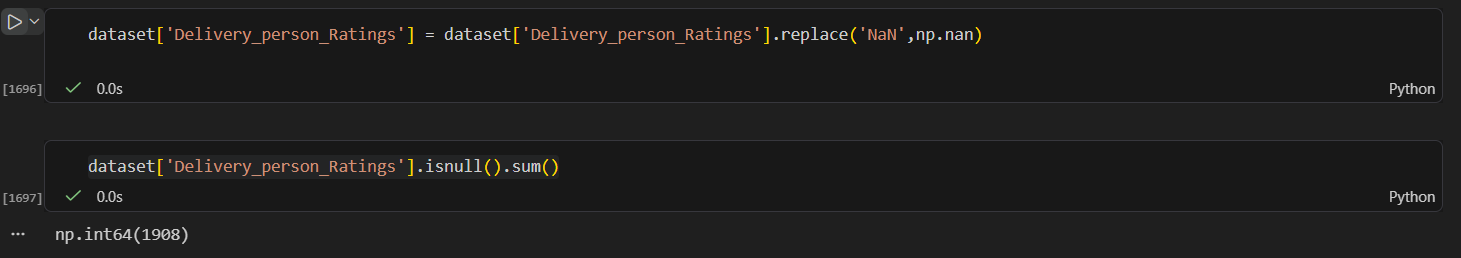 dataset['Delivery_person_Ratings'] = dataset['Delivery_person_Ratings'].replace('NaN',np.nan)
[1696] 0.0s Python
dataset['Delivery_person_Ratings'].isnull().sum()
[1697] 0.0s Python
... np.int64(1908)